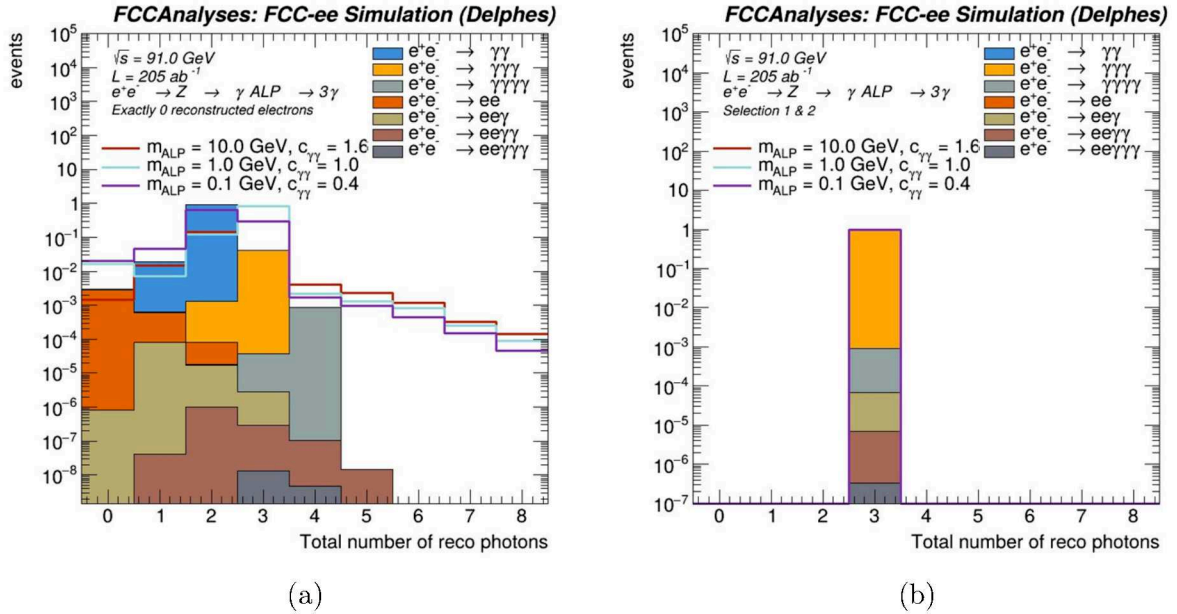 FCCAnalyses: FCC-ee Simulation (Delphes)
events
10⁵
10⁴
10³
10²
10
1
10⁻¹
10⁻²
10⁻³
10⁻⁴
10⁻⁵
10⁻⁶
10⁻⁷
10⁻⁸
√s = 91.0 GeV
L = 205 ab⁻¹
e⁺e⁻ → Z → γ ALP → 3γ
Exactly 0 reconstructed electrons
e⁺e⁻ → γγ
e⁺e⁻ → γγγ
e⁺e⁻ → γγγγ
e⁺e⁻ → ee
e⁺e⁻ → eeγ
e⁺e⁻ → eeγγ
e⁺e⁻ → eeγγγ
m_ALP = 10.0 GeV, c_γγ = 1.6
m_ALP = 1.0 GeV, c_γγ = 1.0
m_ALP = 0.1 GeV, c_γγ = 0.4
0 1 2 3 4 5 6 7 8
Total number of reco photons
(a)
FCCAnalyses: FCC-ee Simulation (Delphes)
events
10⁵
10⁴
10³
10²
10
1
10⁻¹
10⁻²
10⁻³
10⁻⁴
10⁻⁵
10⁻⁶
10⁻⁷
√s = 91.0 GeV
L = 205 ab⁻¹
e⁺e⁻ → Z → γ ALP → 3γ
Selection 1 & 2
e⁺e⁻ → γγ
e⁺e⁻ → γγγ
e⁺e⁻ → γγγγ
e⁺e⁻ → ee
e⁺e⁻ → eeγ
e⁺e⁻ → eeγγ
e⁺e⁻ → eeγγγ
m_ALP = 10.0 GeV, c_γγ = 1.6
m_ALP = 1.0 GeV, c_γγ = 1.0
m_ALP = 0.1 GeV, c_γγ = 0.4
0 1 2 3 4 5 6 7 8
Total number of reco photons
(b)